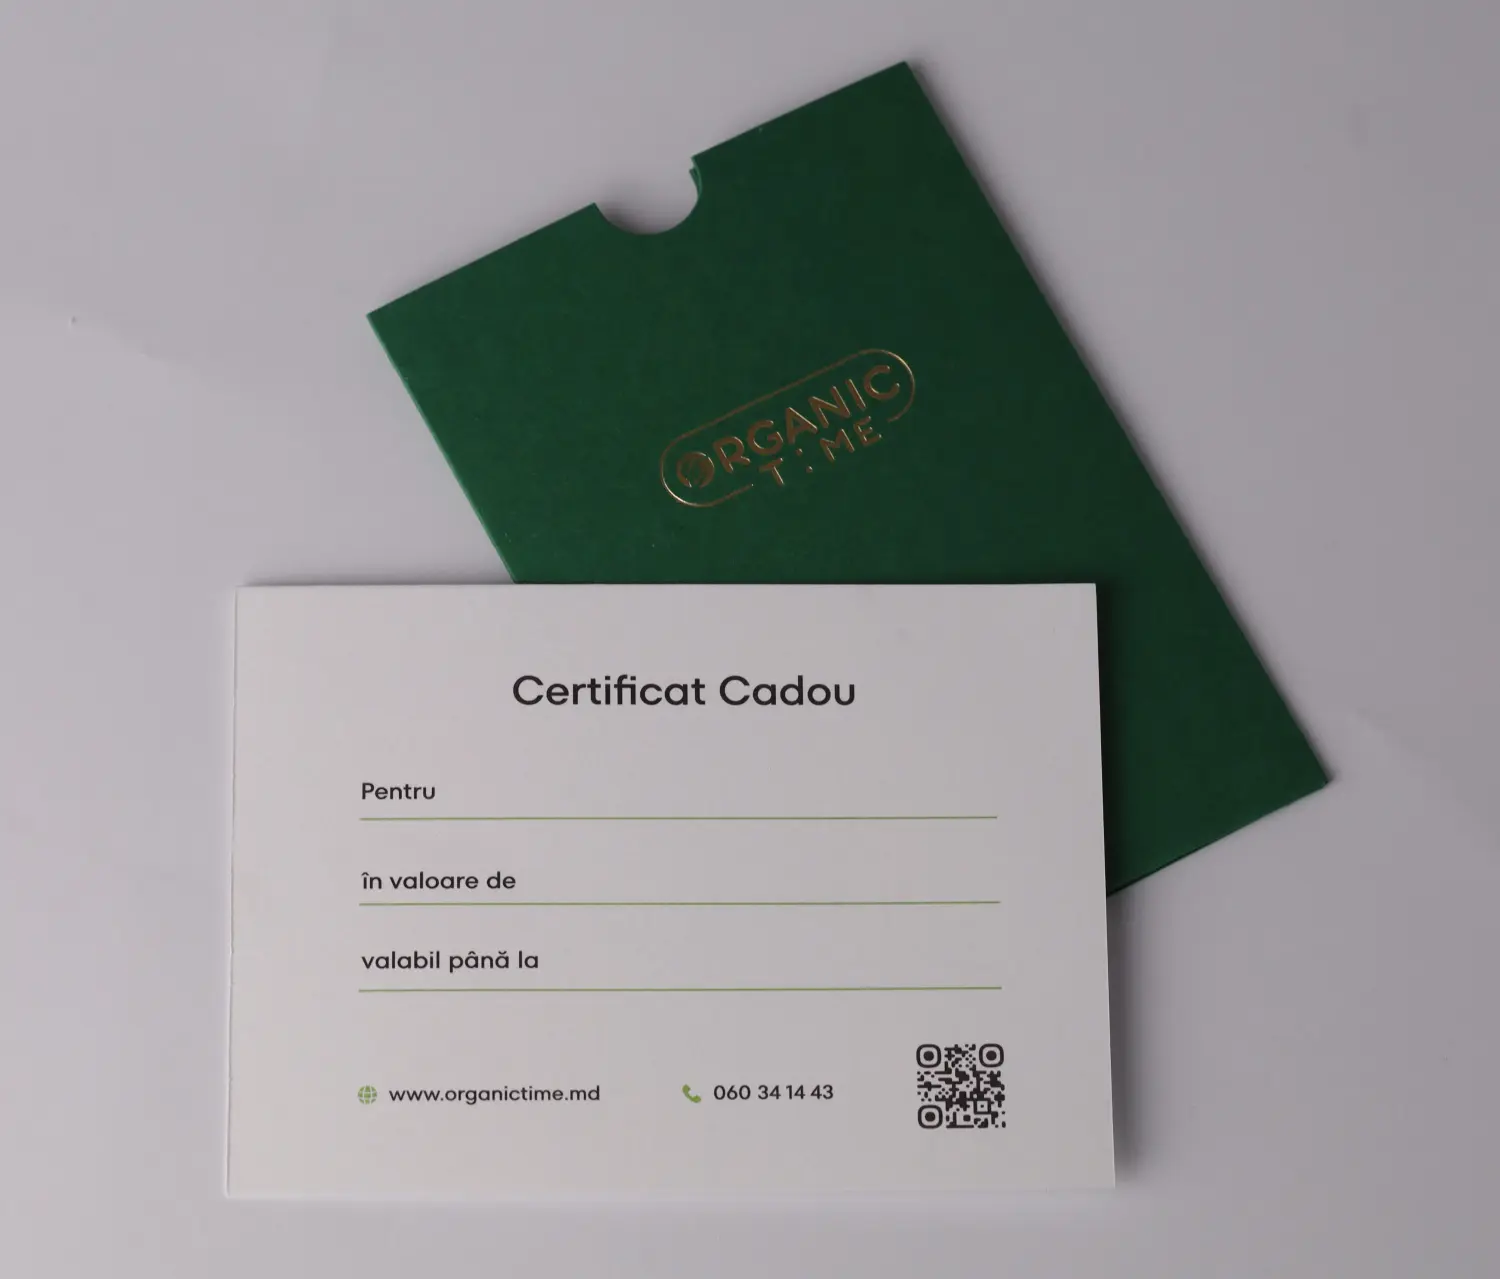 ORGANIC
T:ME
Certificat Cadou
Pentru
în valoare de
valabil până la
www.organictime.md
060 34 14 43